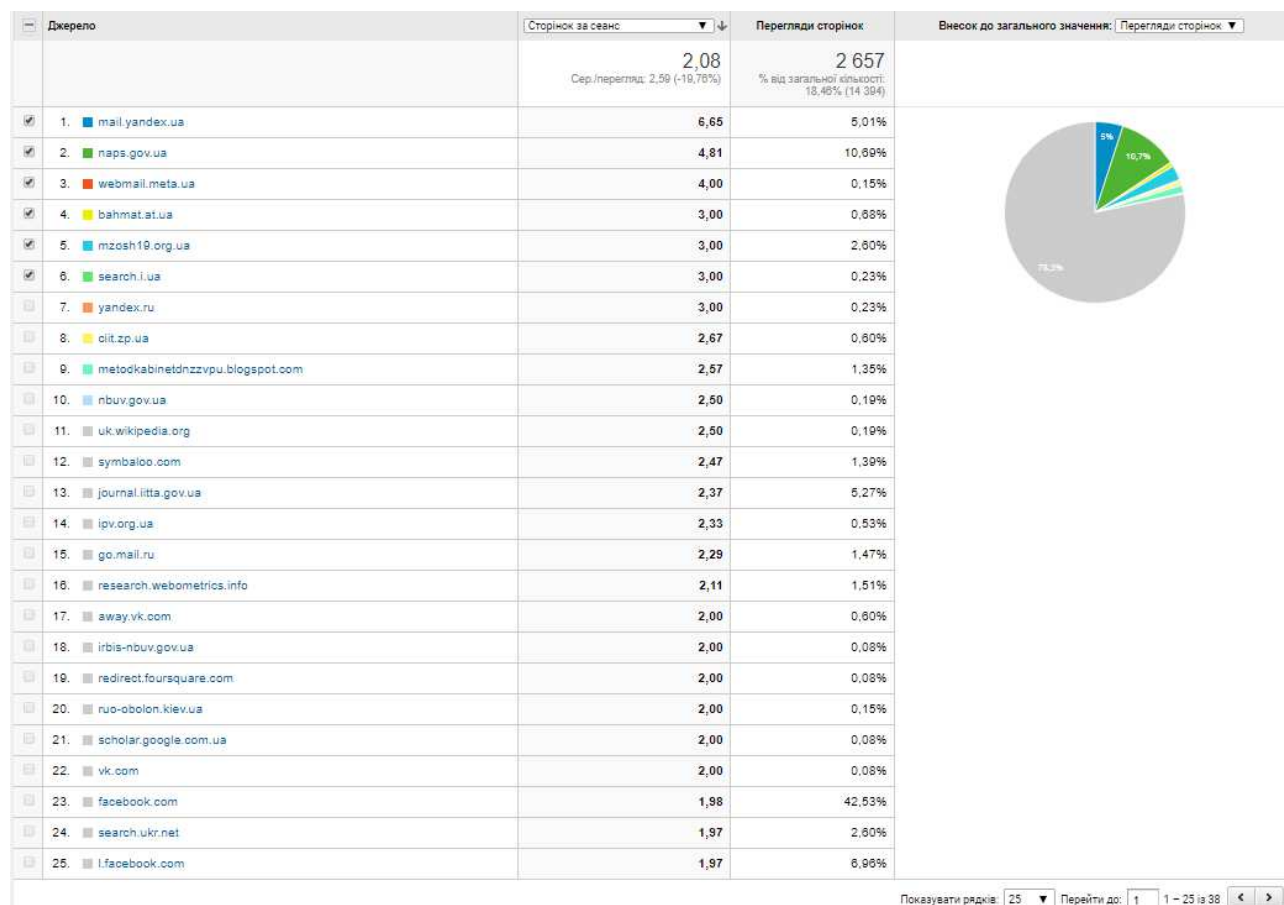 Джерело Сторінок за сеанс Перегляди сторінок Внесок до загального значення: Перегляди сторінок
2,08 2 657
Сер./перегляд: 2,59 (-19,76%) % від загальної кількості:
18,46% (14 394)
1. mail.yandex.ua 6,65 5,01%
2. naps.gov.ua 4,81 10,69%
3. webmail.meta.ua 4,00 0,15%
4. bahmat.at.ua 3,00 0,68%
5. mzosh19.org.ua 3,00 2,60%
6. search.i.ua 3,00 0,23%
7. yandex.ru 3,00 0,23%
8. ciit.zp.ua 2,67 0,60%
9. metodkabinetdnzzvpu.blogspot.com 2,57 1,35%
10. nbuv.gov.ua 2,50 0,19%
11. uk.wikipedia.org 2,50 0,19%
12. symbaloo.com 2,47 1,39%
13. journal.iitta.gov.ua 2,37 5,27%
14. ipv.org.ua 2,33 0,53%
15. go.mail.ru 2,29 1,47%
16. research.webometrics.info 2,11 1,51%
17. away.vk.com 2,00 0,60%
18. irbis-nbuv.gov.ua 2,00 0,08%
19. redirect.foursquare.com 2,00 0,08%
20. ruo-obolon.kiev.ua 2,00 0,15%
21. scholar.google.com.ua 2,00 0,08%
22. vk.com 2,00 0,08%
23. facebook.com 1,98 42,53%
24. search.ukr.net 1,97 2,60%
25. l.facebook.com 1,97 6,96%
5%
10,7%
78,3%
Показувати рядків: 25 Перейти до: 1 1 – 25 із 38